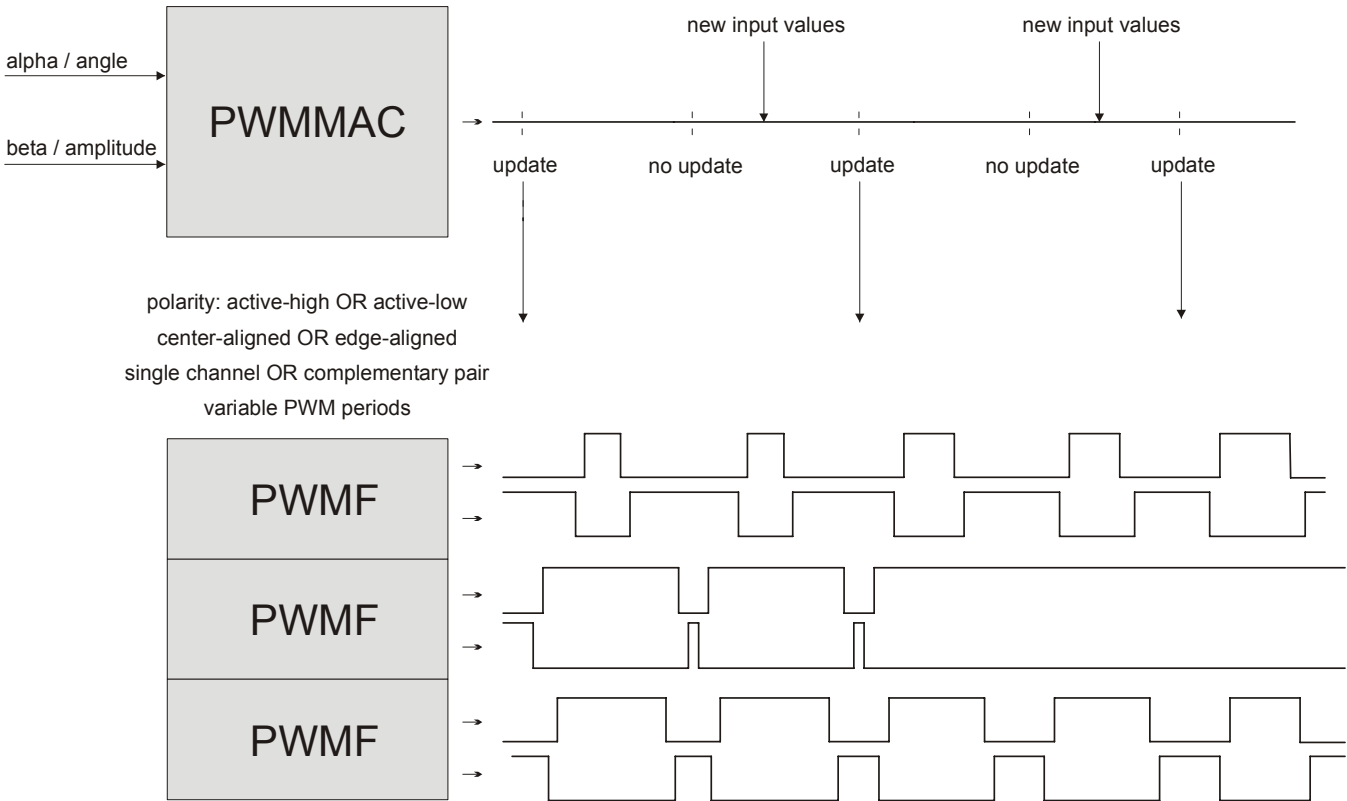 new input values
new input values
alpha / angle
PWMMAC
beta / amplitude
update
no update
update
no update
update
polarity: active-high OR active-low
center-aligned OR edge-aligned
single channel OR complementary pair
variable PWM periods
PWMF
PWMF
PWMF